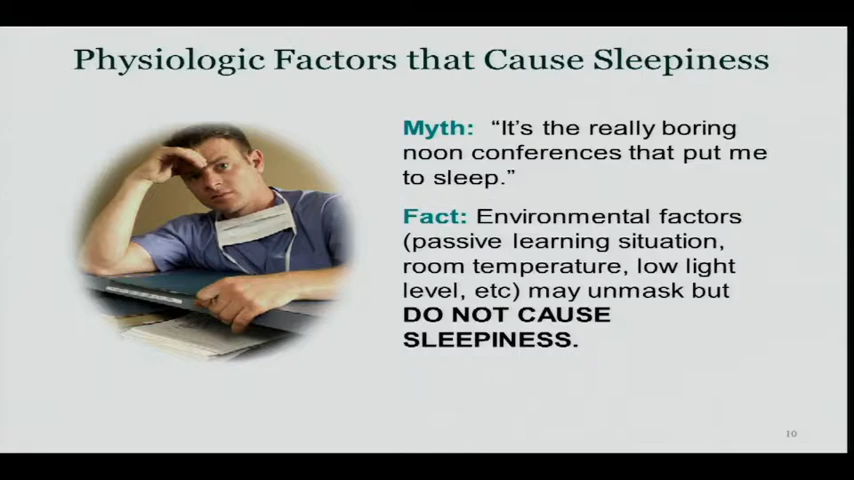 Physiologic Factors that Cause Sleepiness
Myth: “It’s the really boring
noon conferences that put me
to sleep.”
Fact: Environmental factors
(passive learning situation,
room temperature, low light
level, etc) may unmask but
DO NOT CAUSE
SLEEPINESS.
10